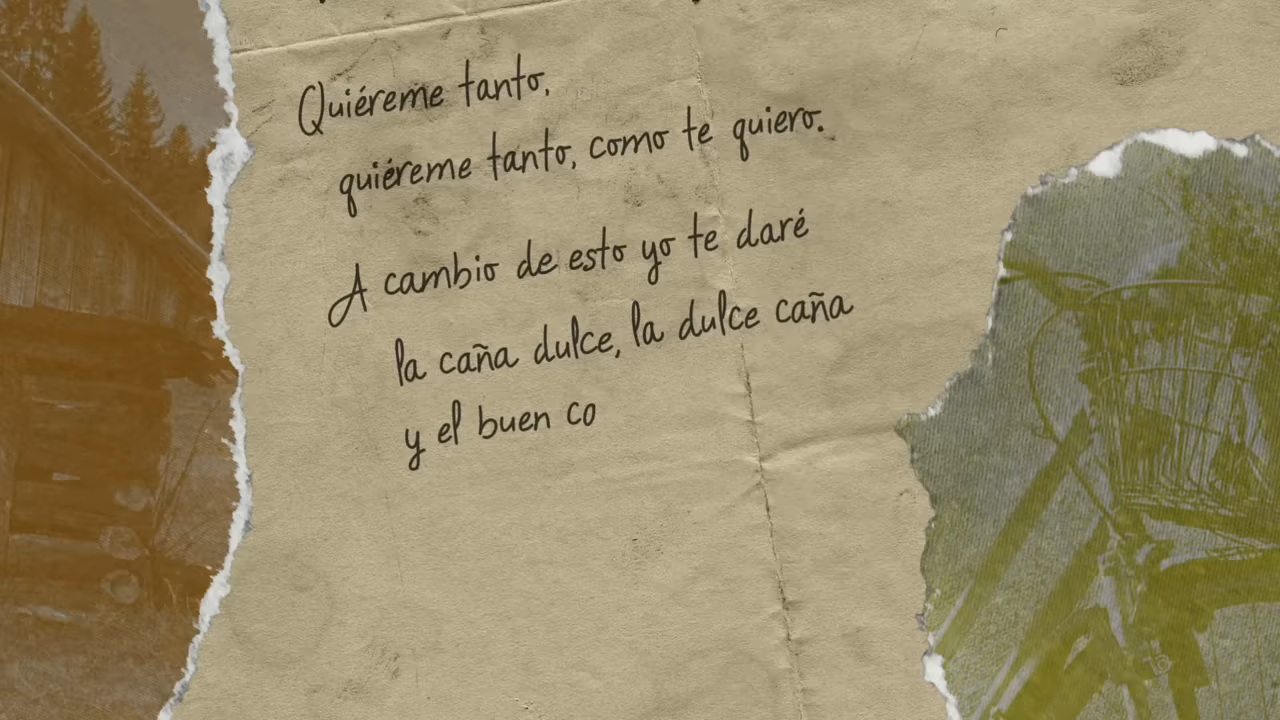 Quiéreme tanto,
quiéreme tanto, como te quiero.
A cambio de esto yo te daré
la caña dulce, la dulce caña
y el buen co